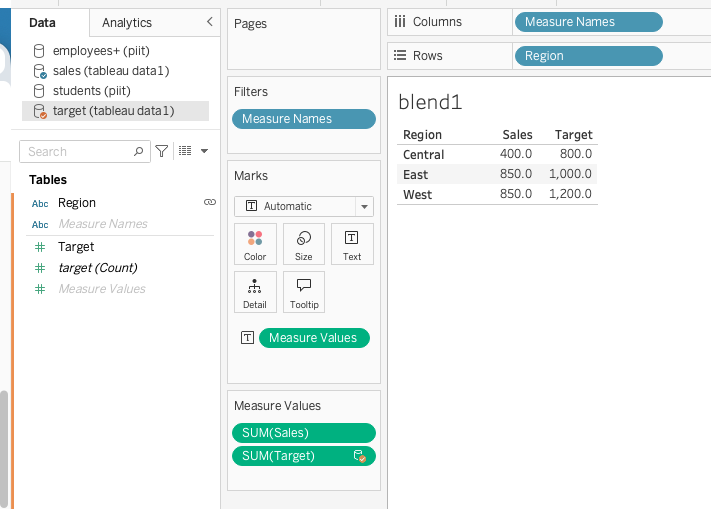 Data
Analytics
employees+ (piit)
sales (tableau data1)
students (piit)
target (tableau data1)
Search
Tables
Abc Region
Abc Measure Names
Target
target (Count)
Measure Values
Pages
Filters
Measure Names
Marks
T Automatic
Color
Size
T Text
Detail
Tooltip
T Measure Values
Measure Values
SUM(Sales)
SUM(Target)
Columns
Measure Names
Rows
Region
blend1
Region Sales Target
Central 400.0 800.0
East 850.0 1,000.0
West 850.0 1,200.0